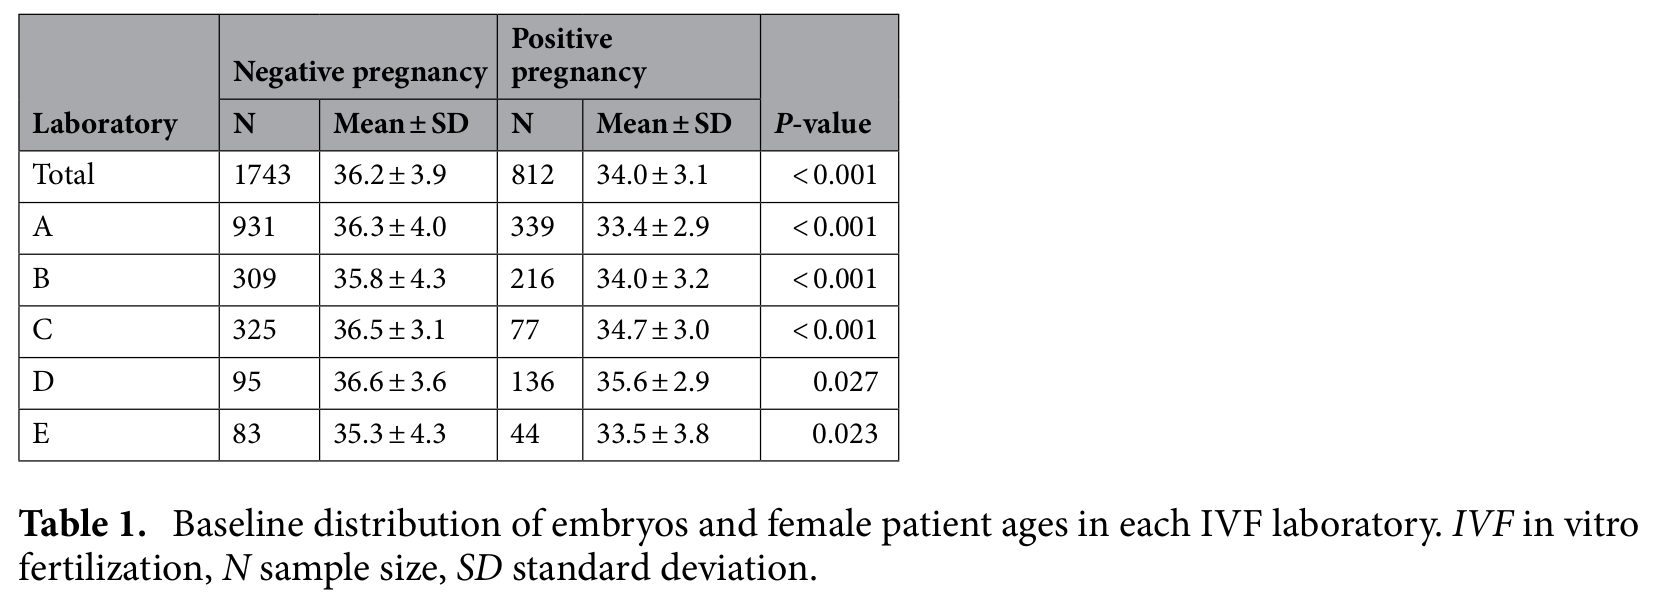 Laboratory Negative pregnancy Positive pregnancy P-value
N Mean ± SD N Mean ± SD
Total 1743 36.2 ± 3.9 812 34.0 ± 3.1 < 0.001
A 931 36.3 ± 4.0 339 33.4 ± 2.9 < 0.001
B 309 35.8 ± 4.3 216 34.0 ± 3.2 < 0.001
C 325 36.5 ± 3.1 77 34.7 ± 3.0 < 0.001
D 95 36.6 ± 3.6 136 35.6 ± 2.9 0.027
E 83 35.3 ± 4.3 44 33.5 ± 3.8 0.023
Table 1. Baseline distribution of embryos and female patient ages in each IVF laboratory. IVF in vitro
fertilization, N sample size, SD standard deviation.